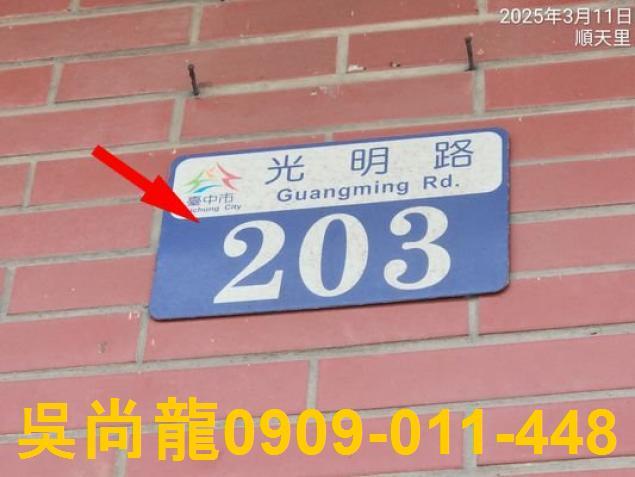 2025年3月11日
順天里
光明路
Guangming Rd.
臺中市
Taichung City
203
吳尚龍0909-011-448